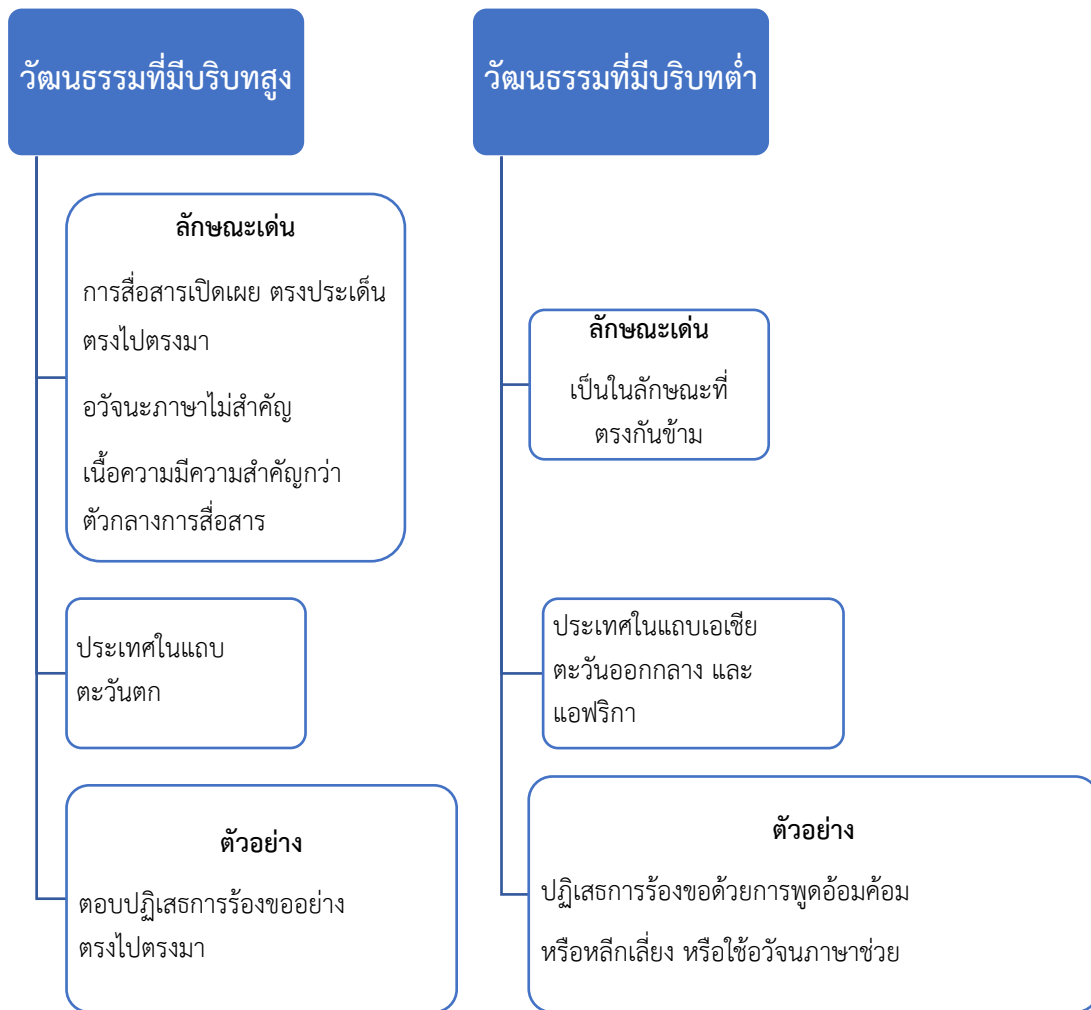 วัฒนธรรมที่มีบริบทสูง
ลักษณะเด่น
การสื่อสารเปิดเผย ตรงประเด็น
ตรงไปตรงมา
อวัจนะภาษาไม่สำคัญ
เนื้อความมีความสำคัญกว่า
ตัวกลางการสื่อสาร
ประเทศในแถบ
ตะวันตก
ตัวอย่าง
ตอบปฏิเสธการร้องขออย่าง
ตรงไปตรงมา
วัฒนธรรมที่มีบริบทต่ำ
ลักษณะเด่น
เป็นในลักษณะที่
ตรงกันข้าม
ประเทศในแถบเอเชีย
ตะวันออกกลาง และ
แอฟริกา
ตัวอย่าง
ปฏิเสธการร้องขอด้วยการพูดอ้อมค้อม
หรือหลีกเลี่ยง หรือใช้อวัจนภาษาช่วย